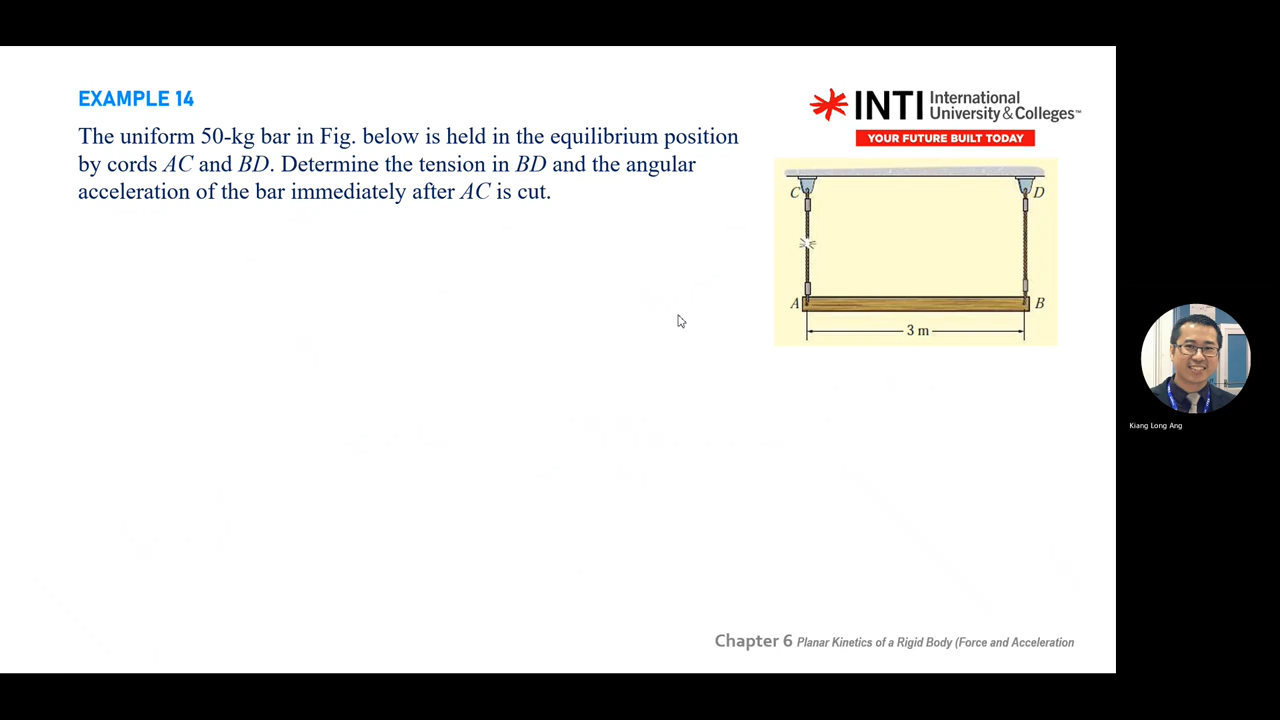 EXAMPLE 14
The uniform 50-kg bar in Fig. below is held in the equilibrium position
by cords AC and BD. Determine the tension in BD and the angular
acceleration of the bar immediately after AC is cut.
INTI International
University & Colleges™
YOUR FUTURE BUILT TODAY
C
D
A
B
3 m
Kiang Long Ang
Chapter 6 Planar Kinetics of a Rigid Body (Force and Acceleration